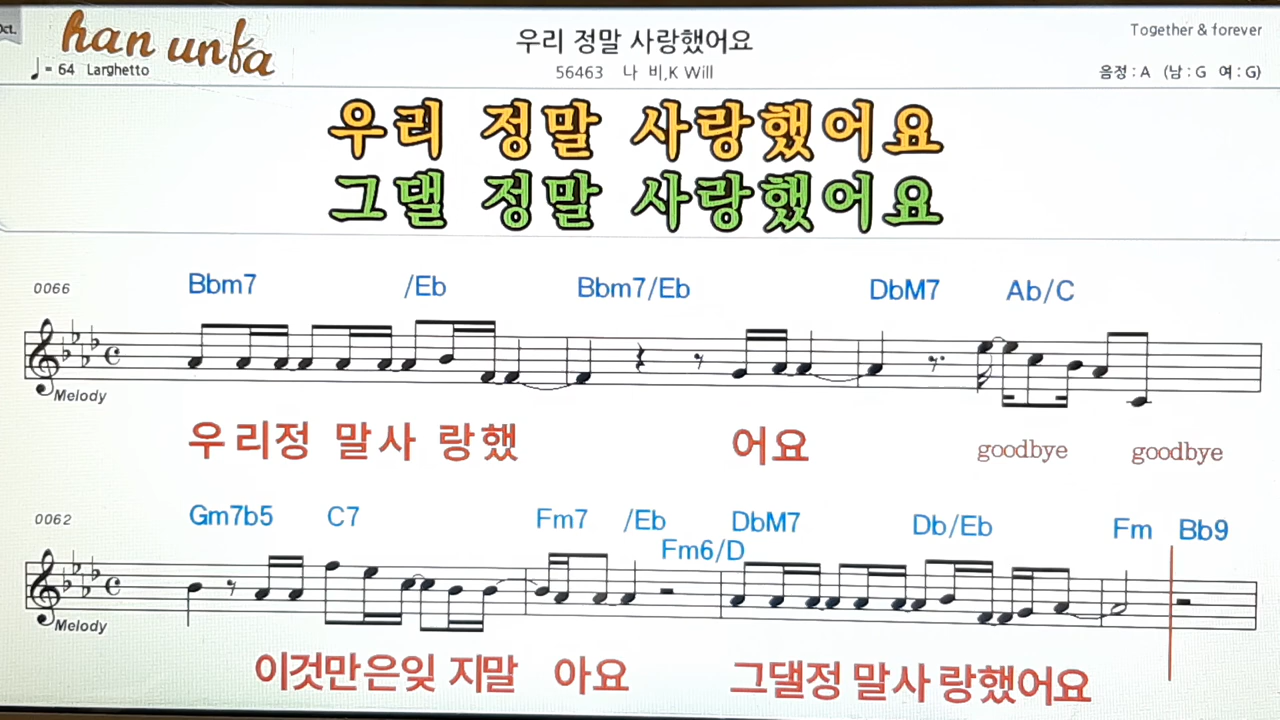 Oct.
han unfa
♩= 64 Larghetto
우리 정말 사랑했어요
56463 나 비,K Will
Together & forever
음정 : A (남 : G 여 : G)
우리 정말 사랑했어요
그댈 정말 사랑했어요
0066
Bbm7 /Eb Bbm7/Eb DbM7 Ab/C
Melody
우 리정 말사 랑했 어요 goodbye goodbye
0062
Gm7b5 C7 Fm7 /Eb Fm6/D DbM7 Db/Eb Fm Bb9
Melody
이것만은잊 지말 아요 그댈정 말사 랑했어요